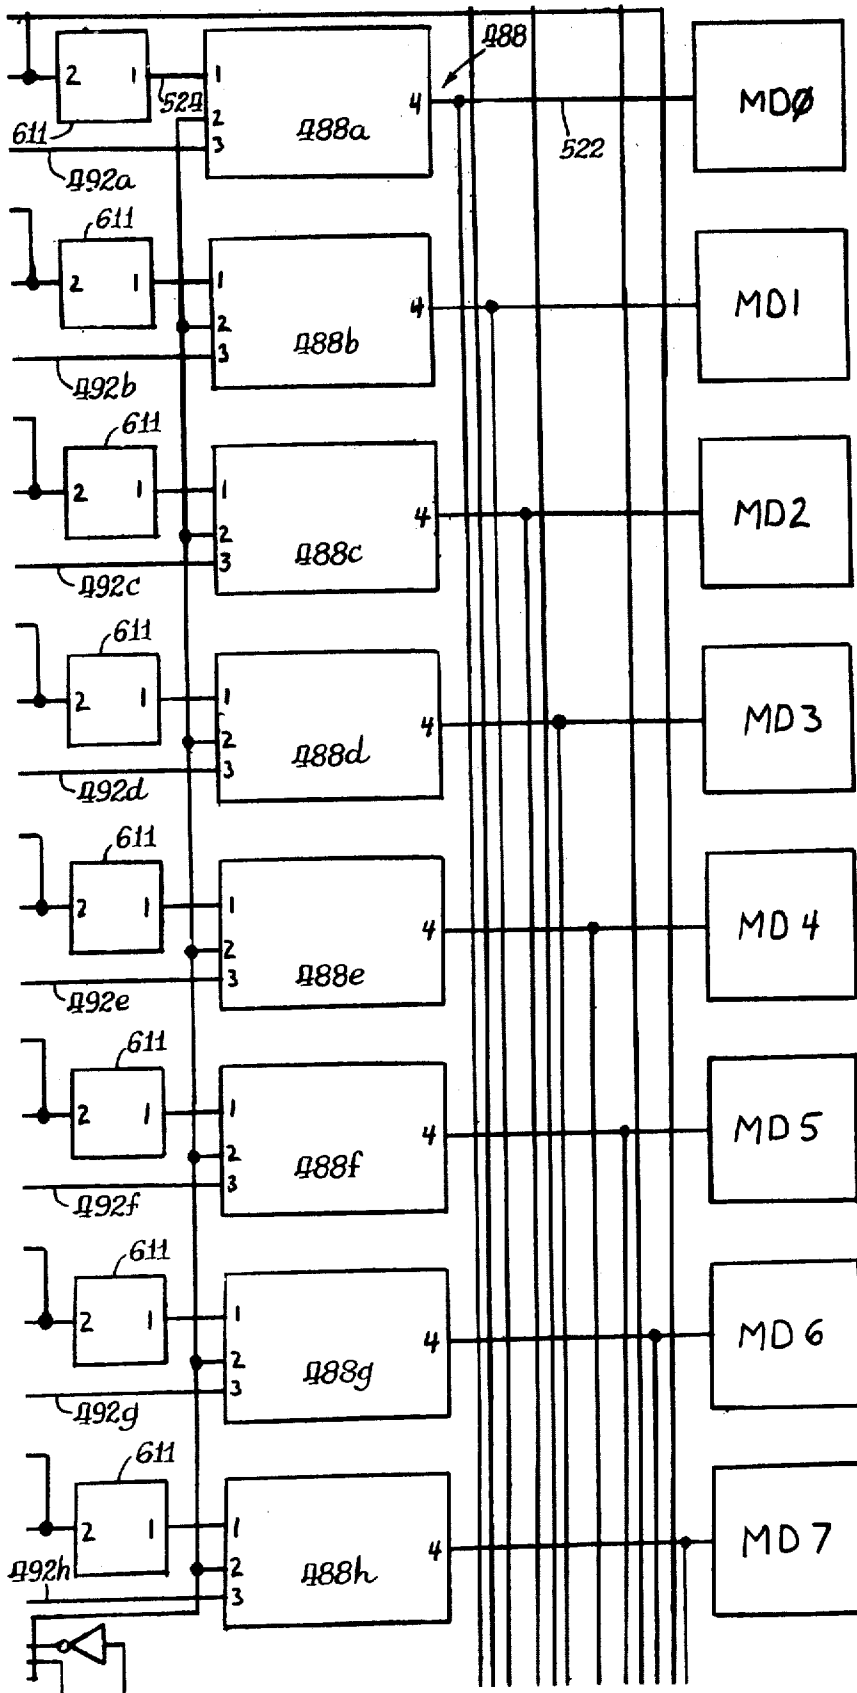 488
2 1 524 1 2 3 4 488a MDØ
611 522
492a
611
2 1 1 2 3 4 488b MD1
492b
611
2 1 1 2 3 4 488c MD2
492c
611
2 1 1 2 3 4 488d MD3
492d
611
2 1 1 2 3 4 488e MD4
492e
611
2 1 1 2 3 4 488f MD5
492f
611
2 1 1 2 3 4 488g MD6
492g
611
2 1 1 2 3 4 488h MD7
492h